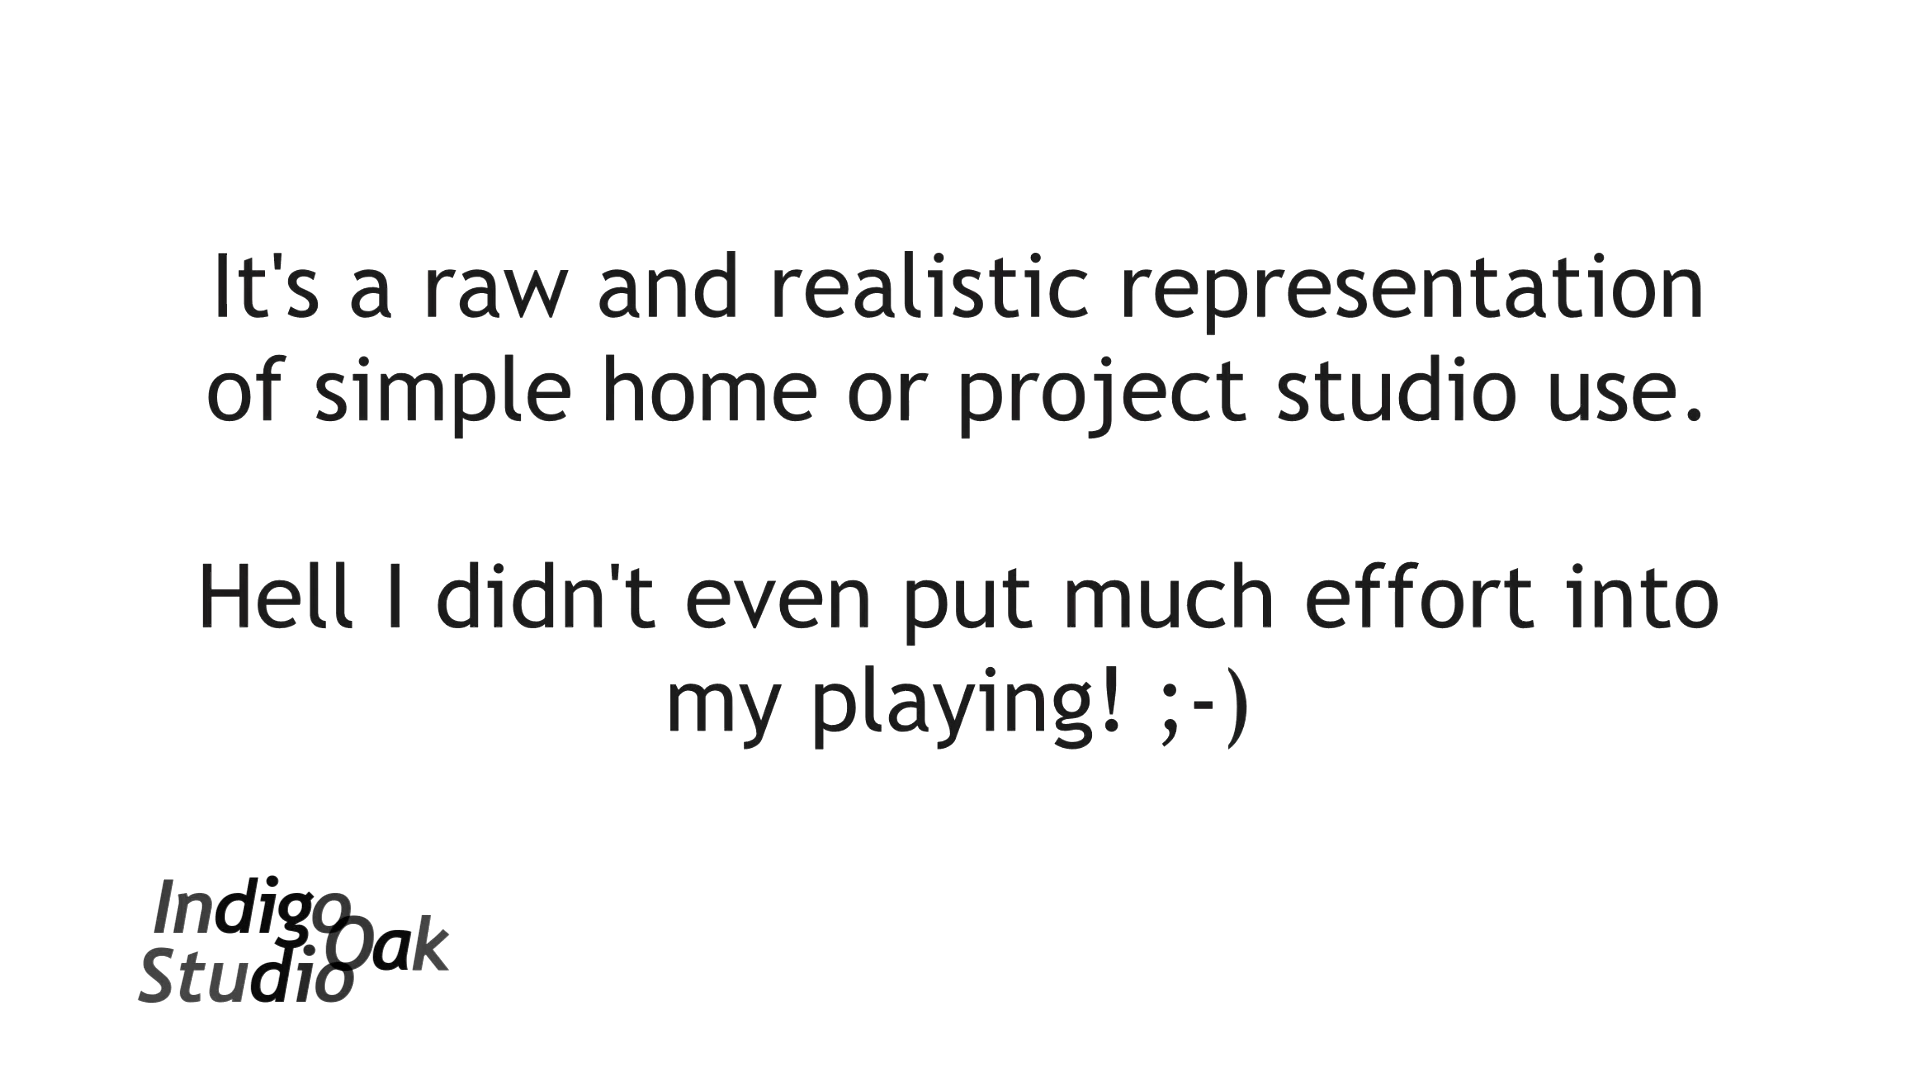 It's a raw and realistic representation
of simple home or project studio use.
Hell I didn't even put much effort into
my playing! ;-)
Indigo
Oak
Studio